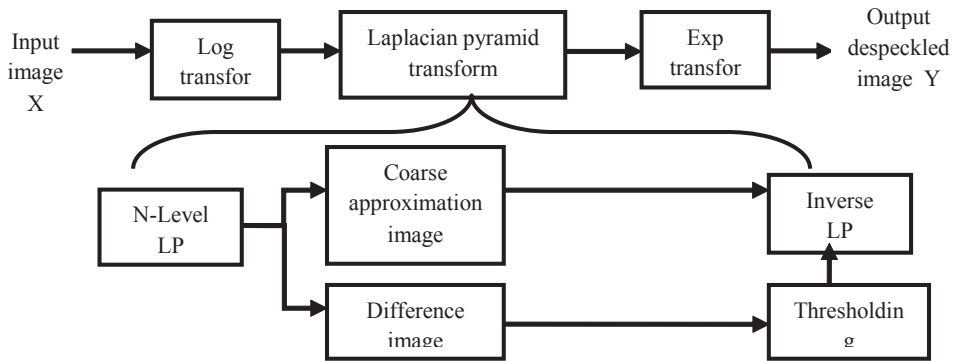 Input
image
X
Log
transfor
Laplacian pyramid
transform
Exp
transfor
Output
despeckled
image Y
N-Level
LP
Coarse
approximation
image
Inverse
LP
Difference
image
Thresholdin
g